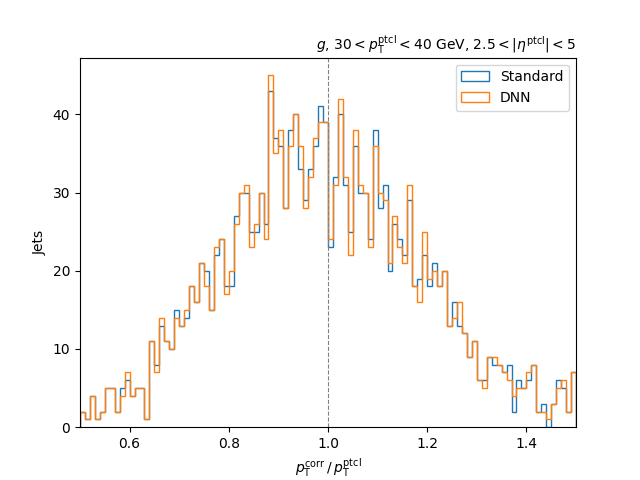 g, 30 < p_T^ptcl < 40 GeV, 2.5 < |η^ptcl| < 5
Standard
DNN
40
30
20
10
0
Jets
0.6 0.8 1.0 1.2 1.4
p_T^corr / p_T^ptcl